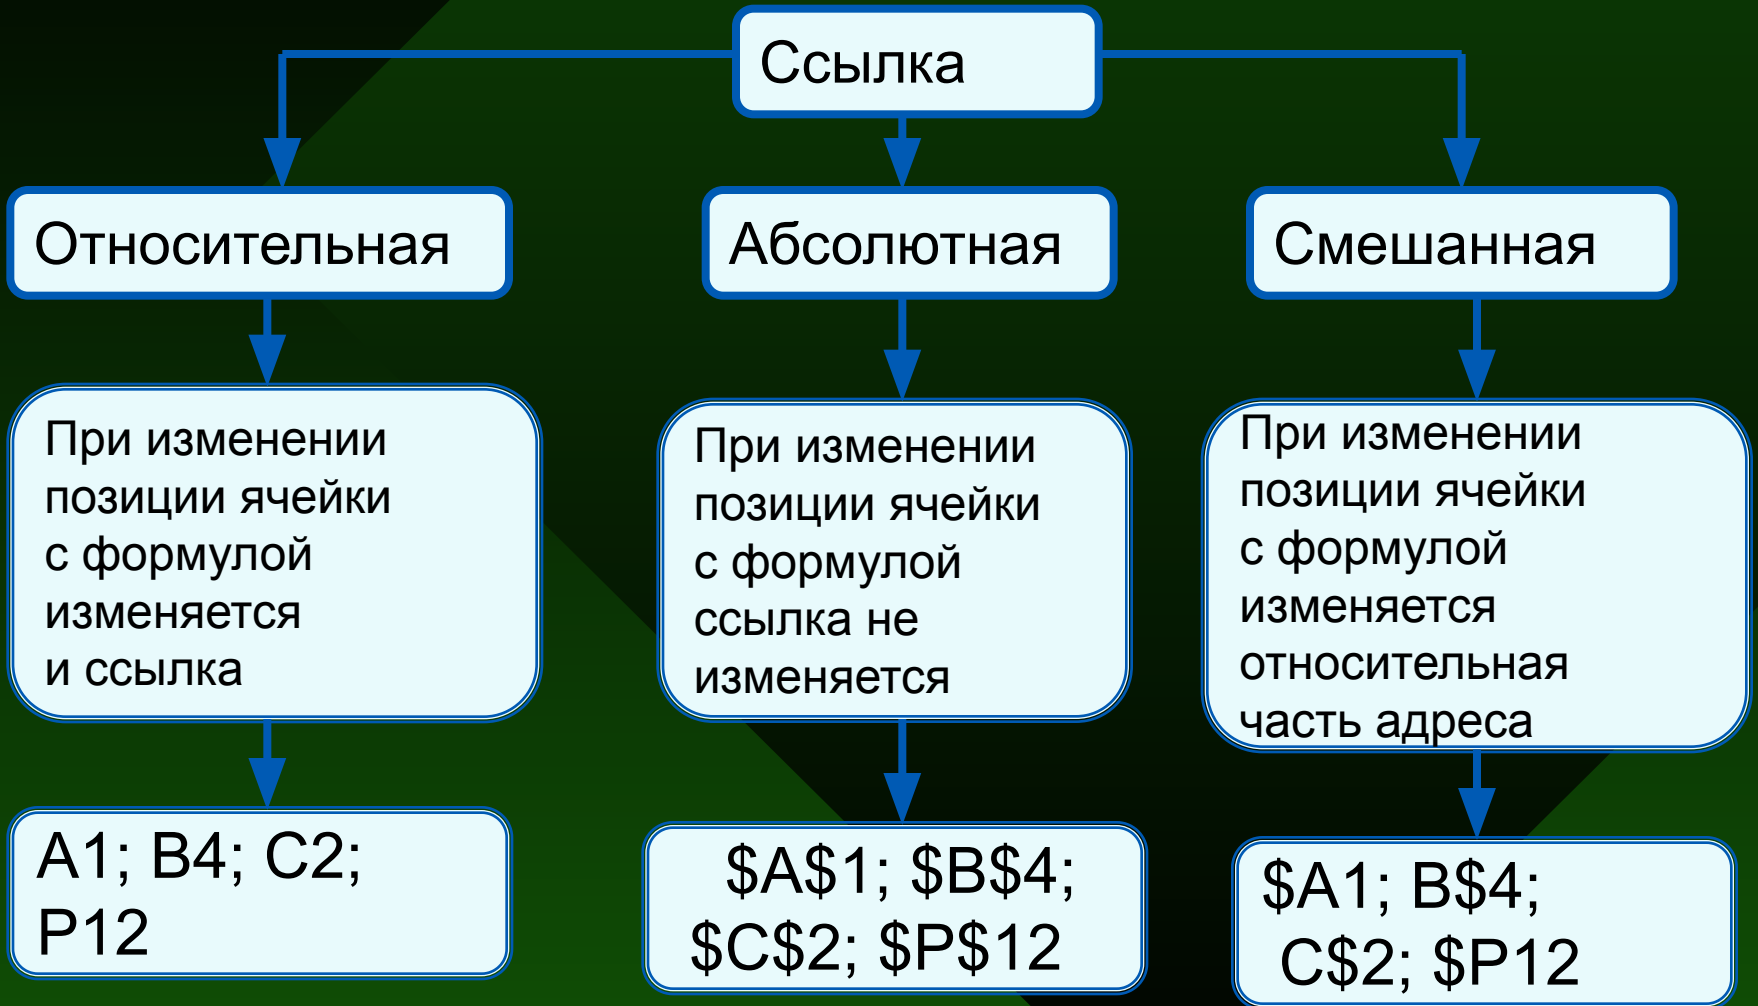 Ссылка
Относительная
Абсолютная
Смешанная
При изменении
позиции ячейки
с формулой
изменяется
и ссылка
При изменении
позиции ячейки
с формулой
ссылка не
изменяется
При изменении
позиции ячейки
с формулой
изменяется
относительная
часть адреса
A1; B4; C2;
P12
$A$1; $B$4;
$C$2; $P$12
$A1; B$4;
C$2; $P12